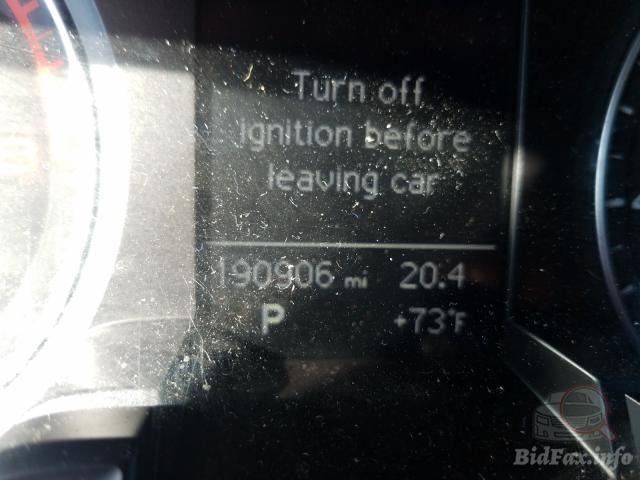 Turn off
ignition before
leaving car
190906 mi 20.4
P +73°F
BidFax.info